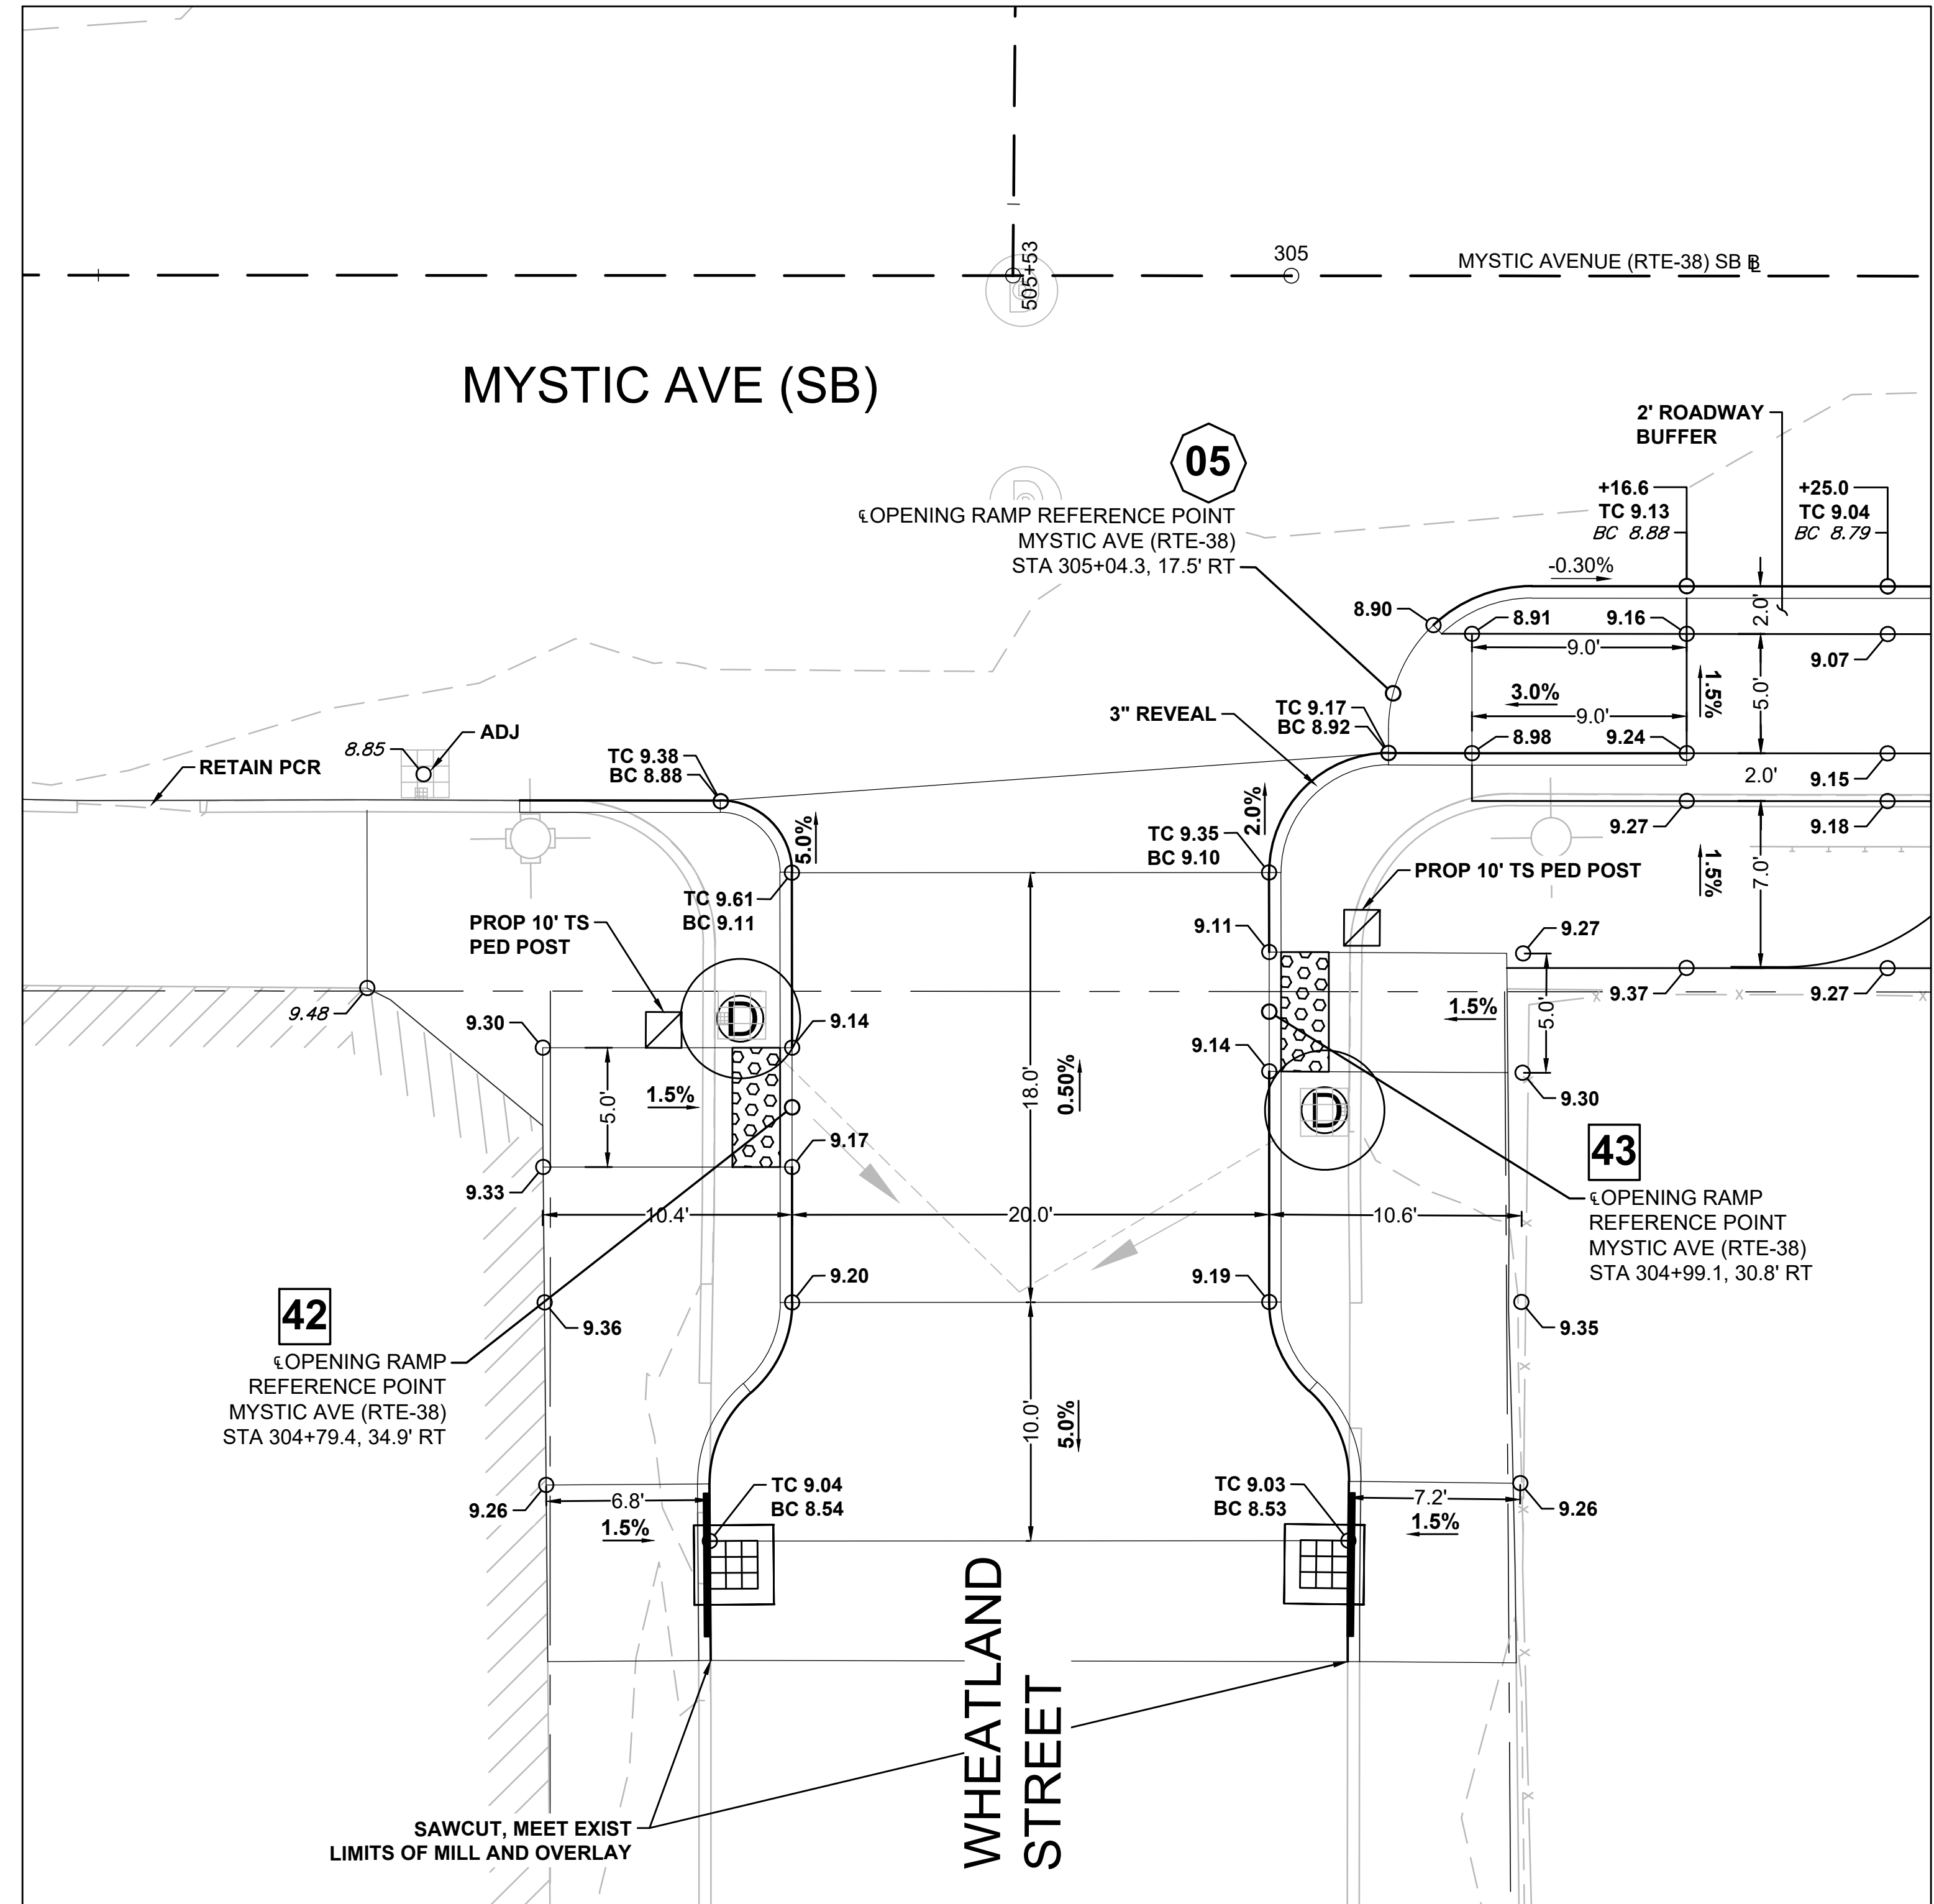 505+53
305
MYSTIC AVENUE (RTE-38) SB BL
MYSTIC AVE (SB)
2' ROADWAY
BUFFER
05
℄ OPENING RAMP REFERENCE POINT
MYSTIC AVE (RTE-38)
STA 305+04.3, 17.5' RT
+16.6
TC 9.13
BC 8.88
+25.0
TC 9.04
BC 8.79
-0.30%
8.90
8.91
9.16
2.0'
9.0'
9.07
3.0%
1.5%
5.0'
9.0'
3" REVEAL
TC 9.17
BC 8.92
8.98
9.24
2.0'
9.15
ADJ
8.85
RETAIN PCR
TC 9.38
BC 8.88
5.0%
2.0%
TC 9.35
BC 9.10
9.27
9.18
PROP 10' TS PED POST
1.5%
7.0'
TC 9.61
BC 9.11
PROP 10' TS
PED POST
9.11
9.27
9.37
9.27
9.48
9.30
D
9.14
1.5%
5.0'
9.14
5.0'
1.5%
18.0'
0.50%
D
9.30
9.17
9.33
43
℄ OPENING RAMP
REFERENCE POINT
MYSTIC AVE (RTE-38)
STA 304+99.1, 30.8' RT
10.4'
20.0'
10.6'
9.20
9.19
42
9.36
9.35
℄ OPENING RAMP
REFERENCE POINT
MYSTIC AVE (RTE-38)
STA 304+79.4, 34.9' RT
10.0'
5.0%
9.26
6.8'
1.5%
TC 9.04
BC 8.54
TC 9.03
BC 8.53
7.2'
1.5%
9.26
WHEATLAND
STREET
SAWCUT, MEET EXIST
LIMITS OF MILL AND OVERLAY